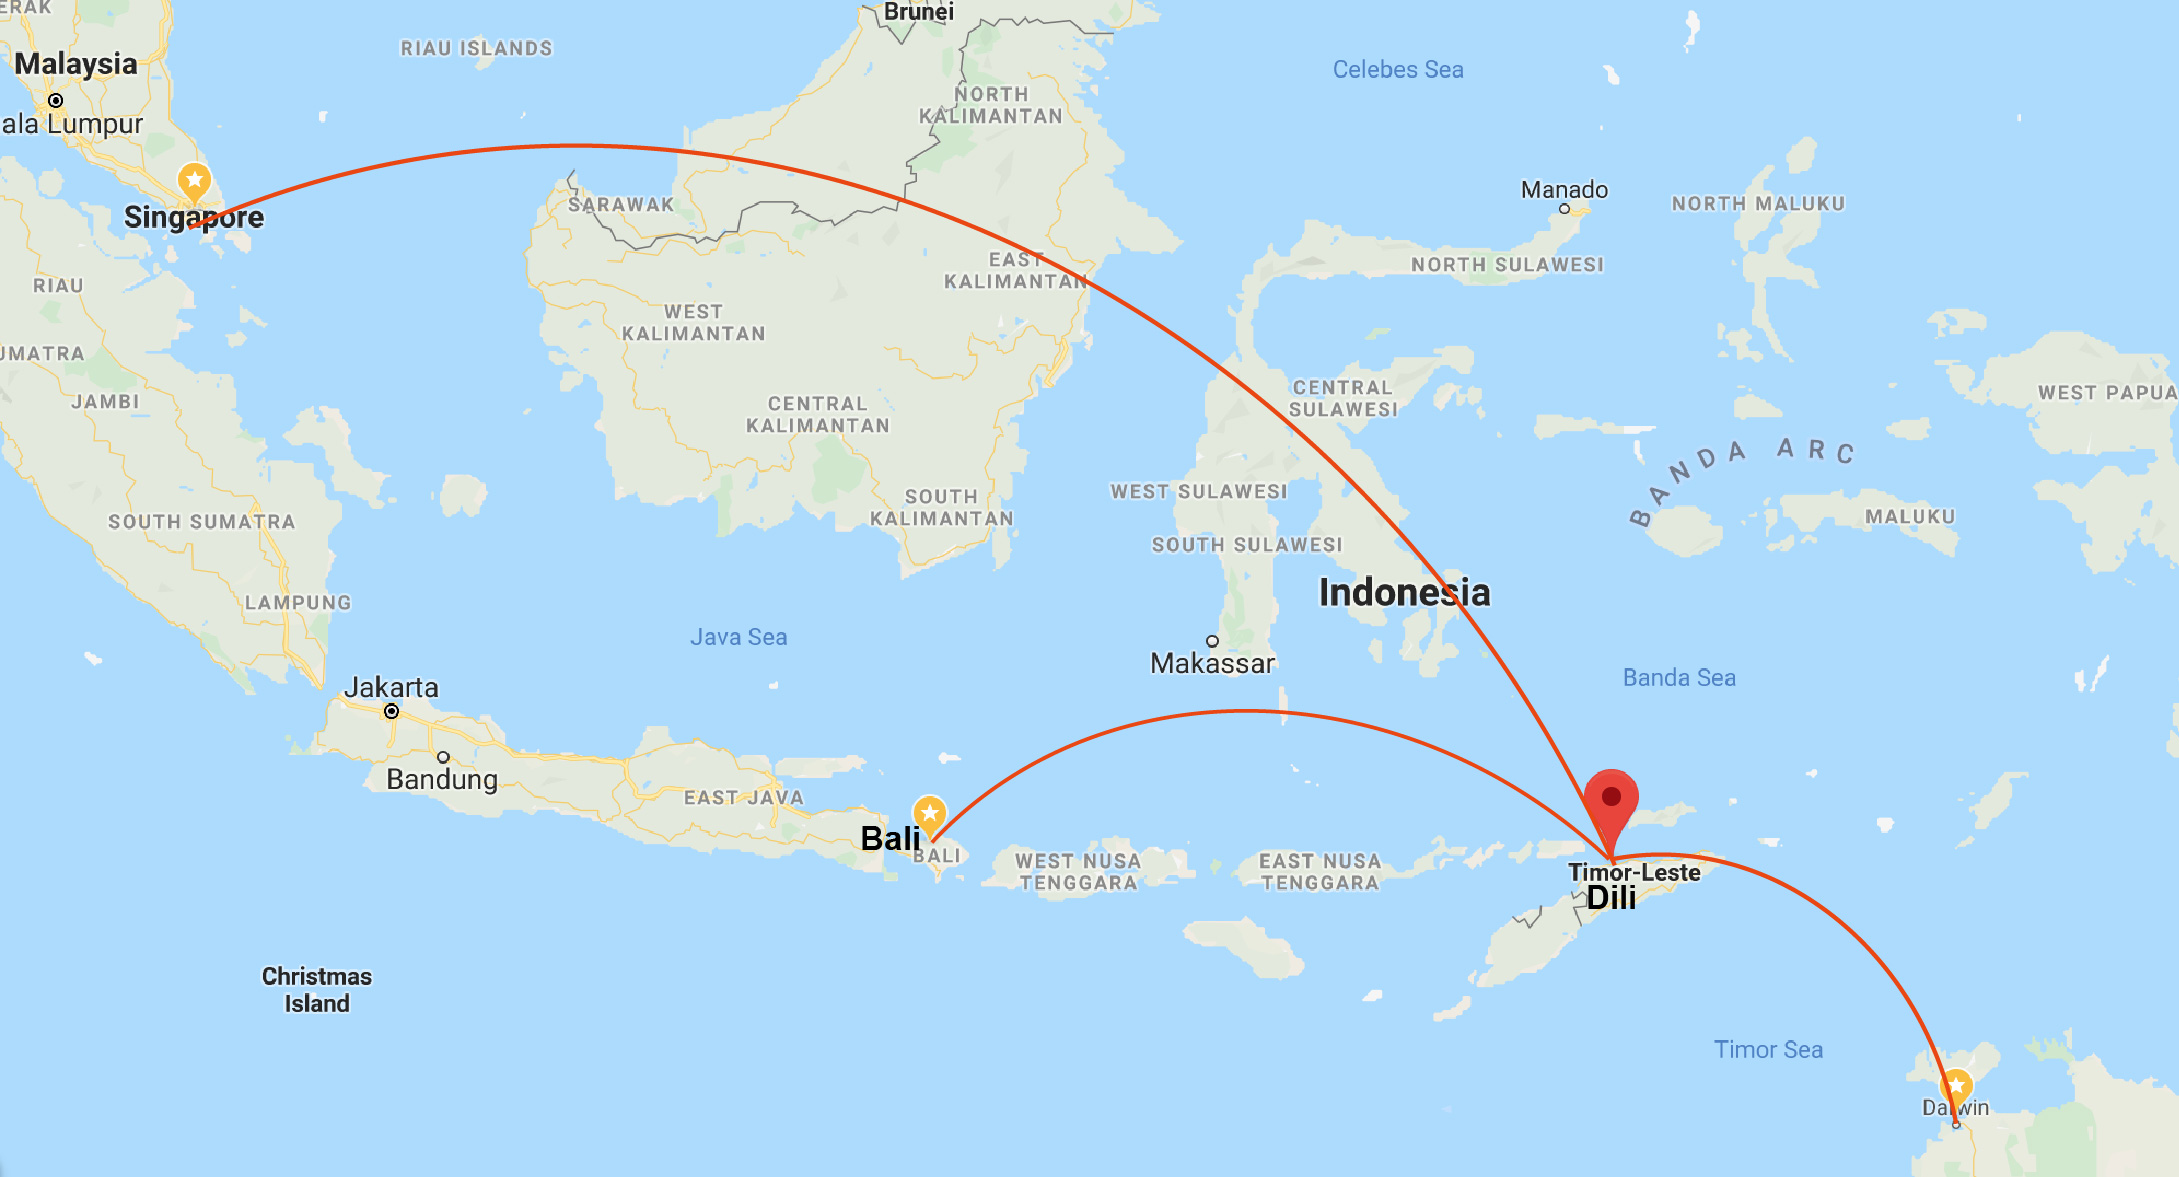 ERAK
Brunei
RIAU ISLANDS
Malaysia
Celebes Sea
NORTH
KALIMANTAN
ala Lumpur
Manado
SARAWAK
NORTH MALUKU
Singapore
EAST
KALIMANTAN
NORTH SULAWESI
RIAU
WEST
KALIMANTAN
UMATRA
CENTRAL
SULAWESI
WEST PAPUA
JAMBI
CENTRAL
KALIMANTAN
BANDA ARC
WEST SULAWESI
SOUTH
KALIMANTAN
MALUKU
SOUTH SUMATRA
SOUTH SULAWESI
Indonesia
LAMPUNG
Java Sea
Makassar
Banda Sea
Jakarta
Bandung
EAST JAVA
Bali
BALI
WEST NUSA
TENGGARA
EAST NUSA
TENGGARA
Timor-Leste
Dili
Christmas
Island
Timor Sea
Darwin